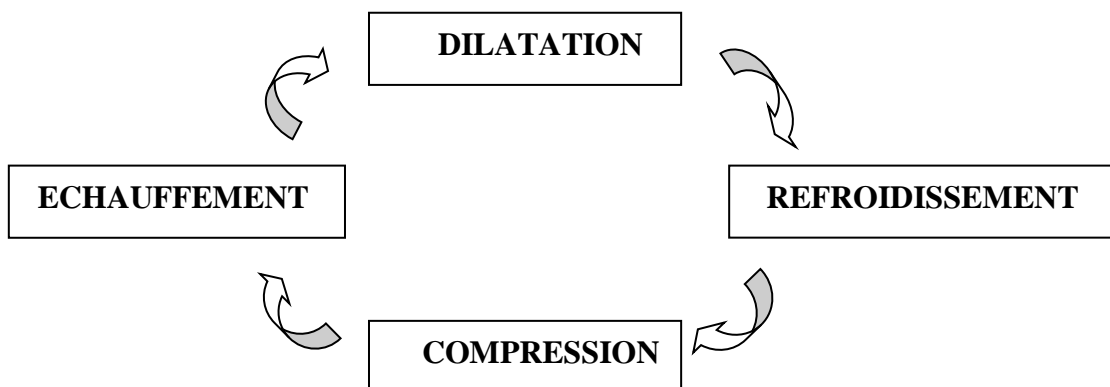 DILATATION
ECHAUFFEMENT
REFROIDISSEMENT
COMPRESSION